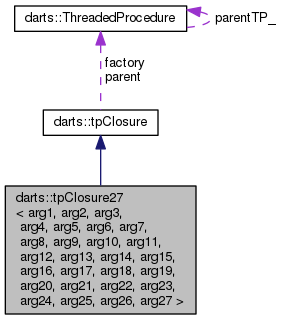 darts::ThreadedProcedure
parentTP_
factory
parent
darts::tpClosure
darts::tpClosure27
< arg1, arg2, arg3,
arg4, arg5, arg6, arg7,
arg8, arg9, arg10, arg11,
arg12, arg13, arg14, arg15,
arg16, arg17, arg18, arg19,
arg20, arg21, arg22, arg23,
arg24, arg25, arg26, arg27 >